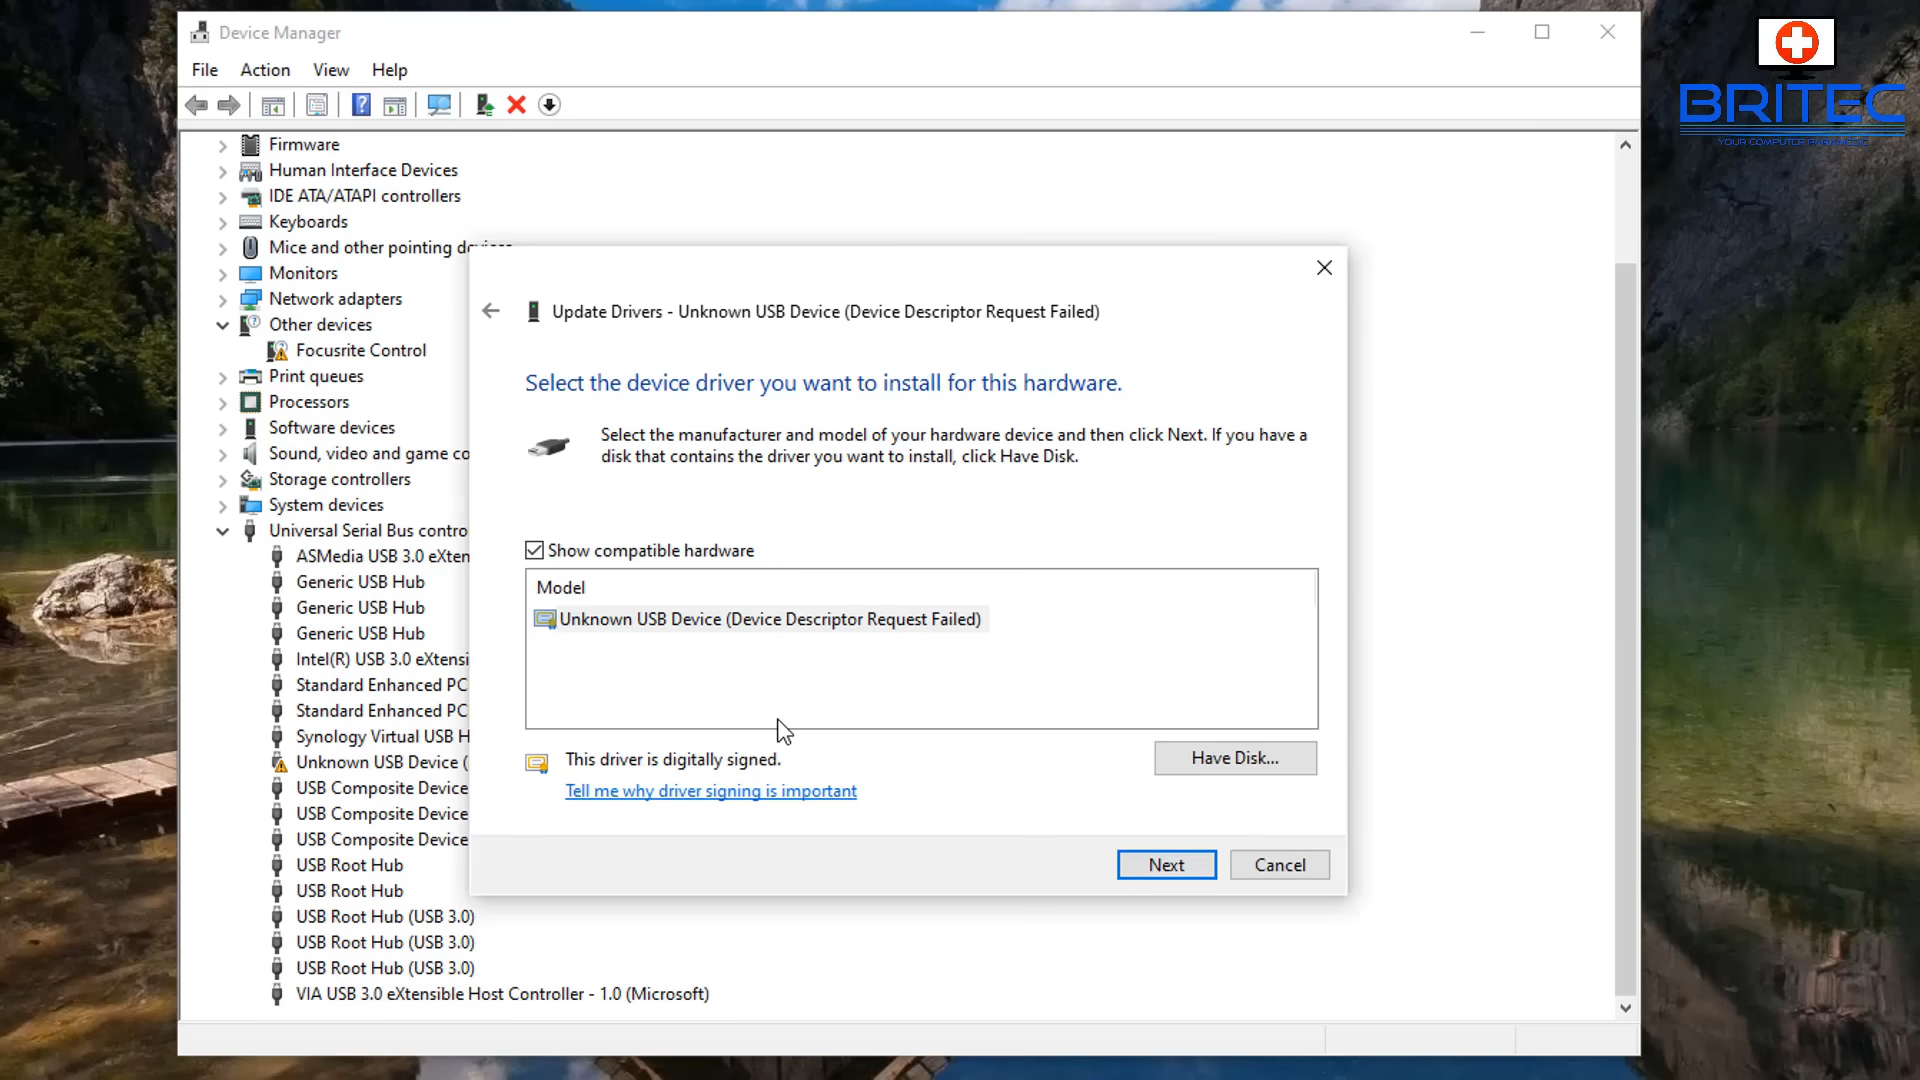 Device Manager
File Action View Help
BRITEC
YOUR COMPUTER PARAMEDIC
Firmware
Human Interface Devices
IDE ATA/ATAPI controllers
Keyboards
Mice and other pointing devices
Monitors
Network adapters
Other devices
Focusrite Control
Print queues
Processors
Software devices
Sound, video and game co
Storage controllers
System devices
Universal Serial Bus contro
ASMedia USB 3.0 eXten
Generic USB Hub
Generic USB Hub
Generic USB Hub
Intel(R) USB 3.0 eXtensi
Standard Enhanced PC
Standard Enhanced PC
Synology Virtual USB H
Unknown USB Device (
USB Composite Device
USB Composite Device
USB Composite Device
USB Root Hub
USB Root Hub
USB Root Hub (USB 3.0)
USB Root Hub (USB 3.0)
USB Root Hub (USB 3.0)
VIA USB 3.0 eXtensible Host Controller - 1.0 (Microsoft)
Update Drivers - Unknown USB Device (Device Descriptor Request Failed)
Select the device driver you want to install for this hardware.
Select the manufacturer and model of your hardware device and then click Next. If you have a
disk that contains the driver you want to install, click Have Disk.
Show compatible hardware
Model
Unknown USB Device (Device Descriptor Request Failed)
This driver is digitally signed.
Have Disk...
Tell me why driver signing is important
Next
Cancel